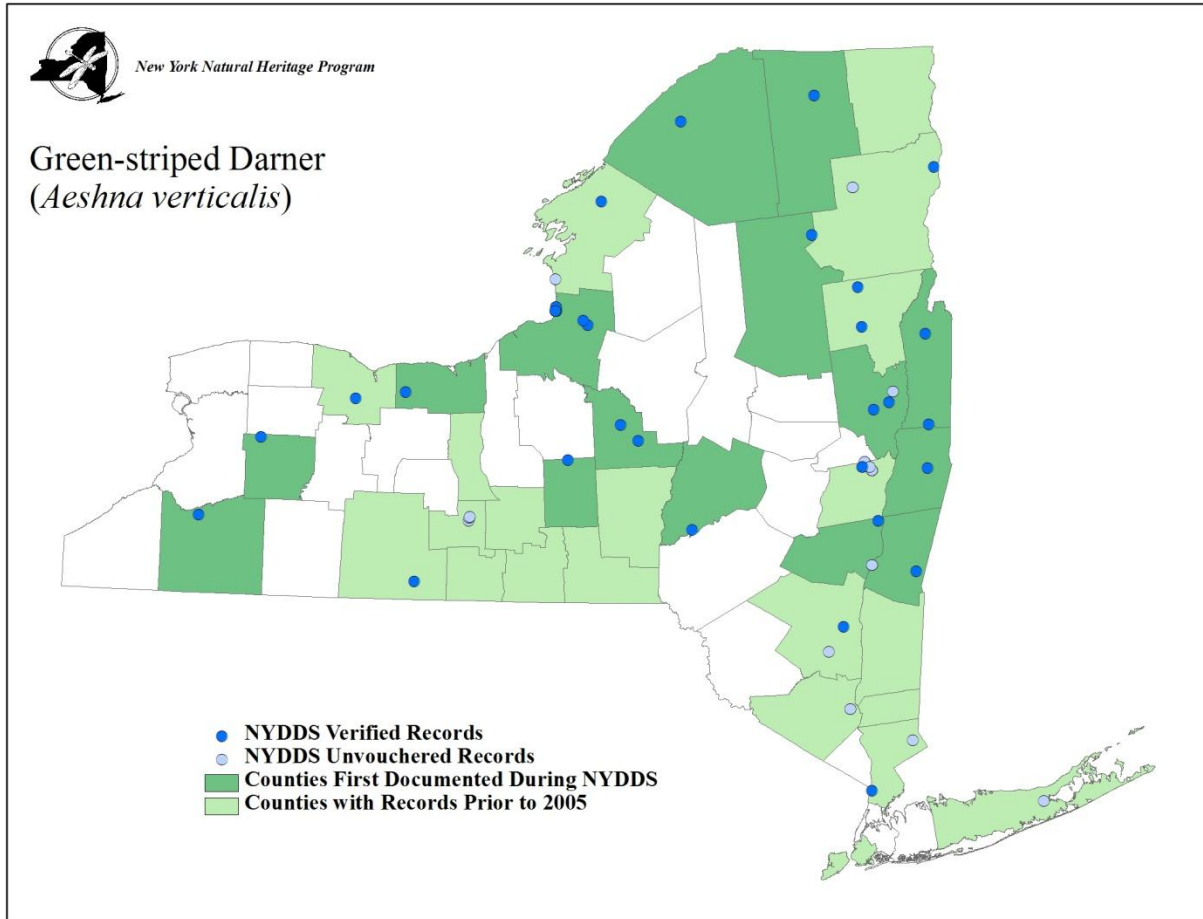 New York Natural Heritage Program
Green-striped Darner
(Aeshna verticalis)
NYDDS Verified Records
NYDDS Unvouchered Records
Counties First Documented During NYDDS
Counties with Records Prior to 2005